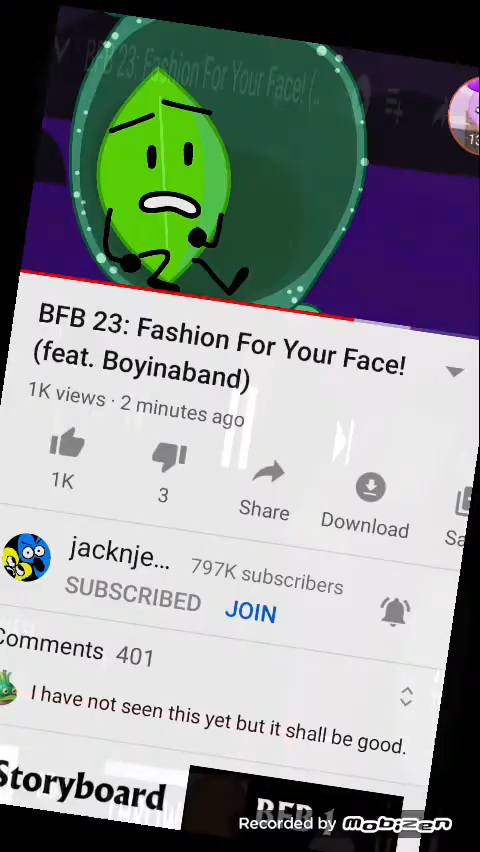 BFB 23: Fashion For Your Face! (..
13
BFB 23: Fashion For Your Face!
(feat. Boyinaband)
1K views · 2 minutes ago
1K
3
Share
Download
Sa
jacknje...
797K subscribers
SUBSCRIBED
JOIN
Comments 401
I have not seen this yet but it shall be good.
Storyboard
BFB 1
Recorded by mobizen